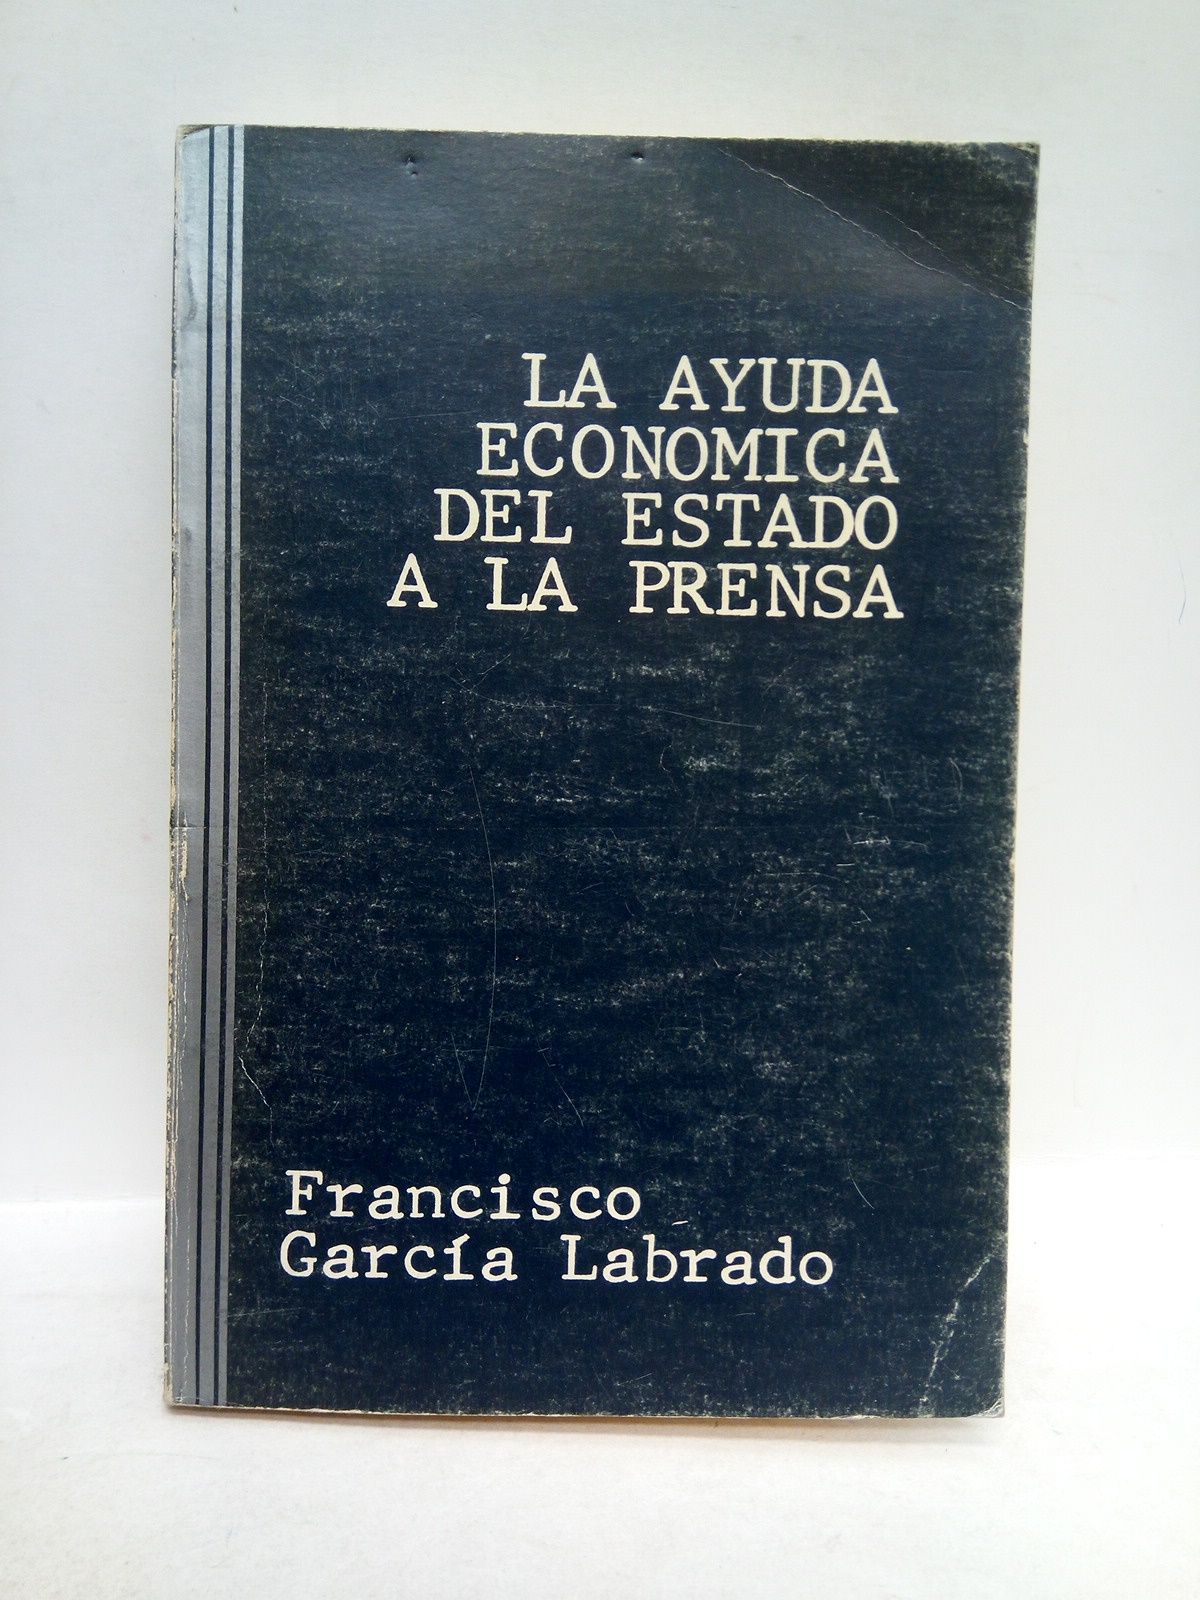 LA AYUDA
ECONOMICA
DEL ESTADO
A LA PRENSA
Francisco
García Labrado